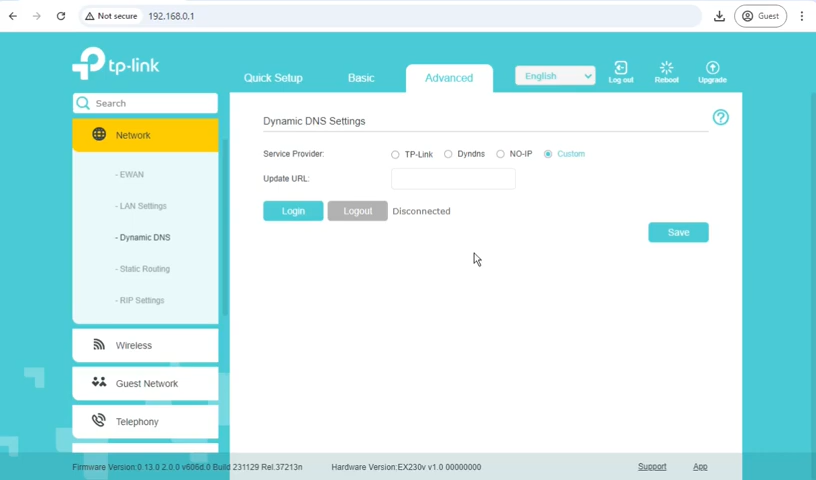 Not secure 192.168.0.1 Guest
tp-link
Quick Setup Basic Advanced English Log out Reboot Upgrade
Search
Network
- EWAN
- LAN Settings
- Dynamic DNS
- Static Routing
- RIP Settings
Wireless
Guest Network
Telephony
Dynamic DNS Settings ?
Service Provider: TP-Link Dyndns NO-IP Custom
Update URL:
Login Logout Disconnected
Save
Firmware Version:0.13.0 2.0.0 v606d.0 Build 231129 Rel.37213n Hardware Version:EX230v v1.0 00000000 Support App